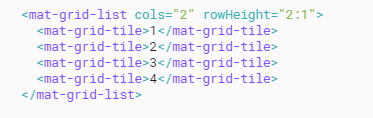 <mat-grid-list cols="2" rowHeight="2:1">
  <mat-grid-tile>1</mat-grid-tile>
  <mat-grid-tile>2</mat-grid-tile>
  <mat-grid-tile>3</mat-grid-tile>
  <mat-grid-tile>4</mat-grid-tile>
</mat-grid-list>